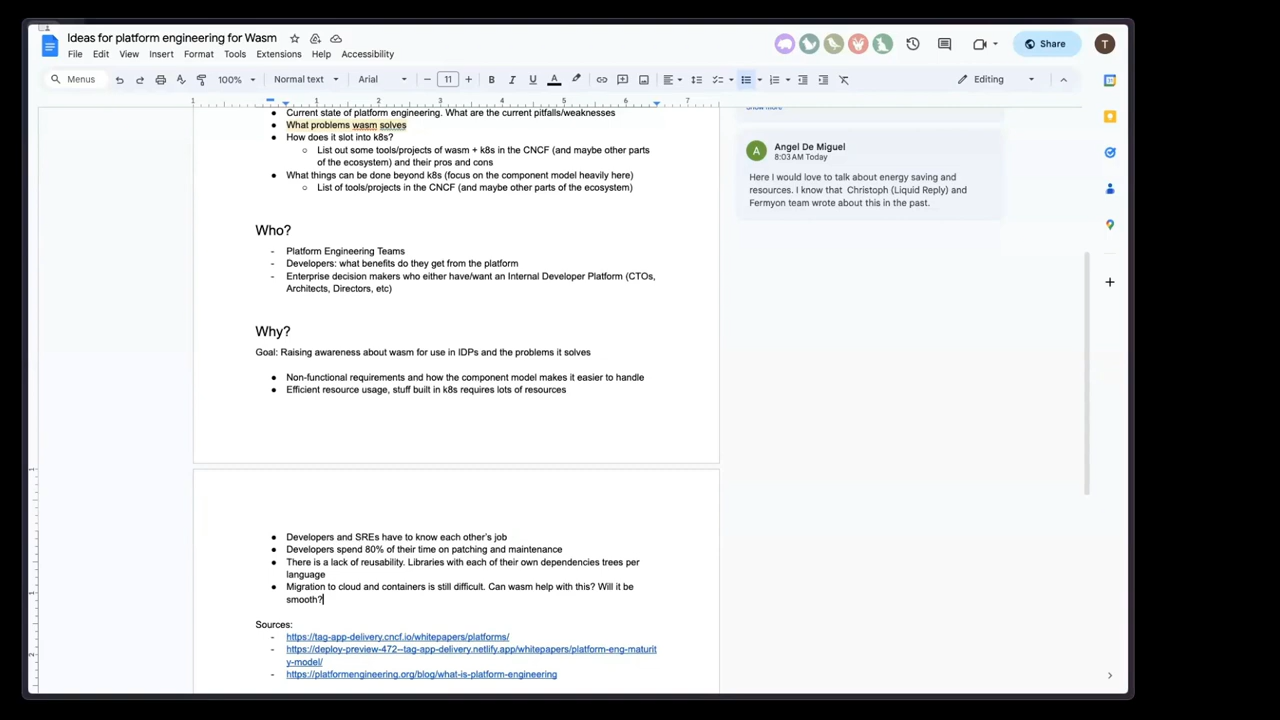 Ideas for platform engineering for Wasm
File Edit View Insert Format Tools Extensions Help Accessibility
Share
T
Menus 100% Normal text Arial 11 Editing
1 1 2 3 4 5 6 7
Current state of platform engineering. What are the current pitfalls/weaknesses
What problems wasm solves
How does it slot into k8s?
List out some tools/projects of wasm + k8s in the CNCF (and maybe other parts
of the ecosystem) and their pros and cons
What things can be done beyond k8s (focus on the component model heavily here)
List of tools/projects in the CNCF (and maybe other parts of the ecosystem)
Who?
- Platform Engineering Teams
- Developers: what benefits do they get from the platform
- Enterprise decision makers who either have/want an Internal Developer Platform (CTOs,
Architects, Directors, etc)
Why?
Goal: Raising awareness about wasm for use in IDPs and the problems it solves
Non-functional requirements and how the component model makes it easier to handle
Efficient resource usage, stuff built in k8s requires lots of resources
Developers and SREs have to know each other's job
Developers spend 80% of their time on patching and maintenance
There is a lack of reusability. Libraries with each of their own dependencies trees per
language
Migration to cloud and containers is still difficult. Can wasm help with this? Will it be
smooth?
Sources:
- https://tag-app-delivery.cncf.io/whitepapers/platforms/
- https://deploy-preview-472--tag-app-delivery.netlify.app/whitepapers/platform-eng-maturit
y-model/
- https://platformengineering.org/blog/what-is-platform-engineering
Show more
A
Angel De Miguel
8:03 AM Today
Here I would love to talk about energy saving and
resources. I know that Christoph (Liquid Reply) and
Fermyon team wrote about this in the past.